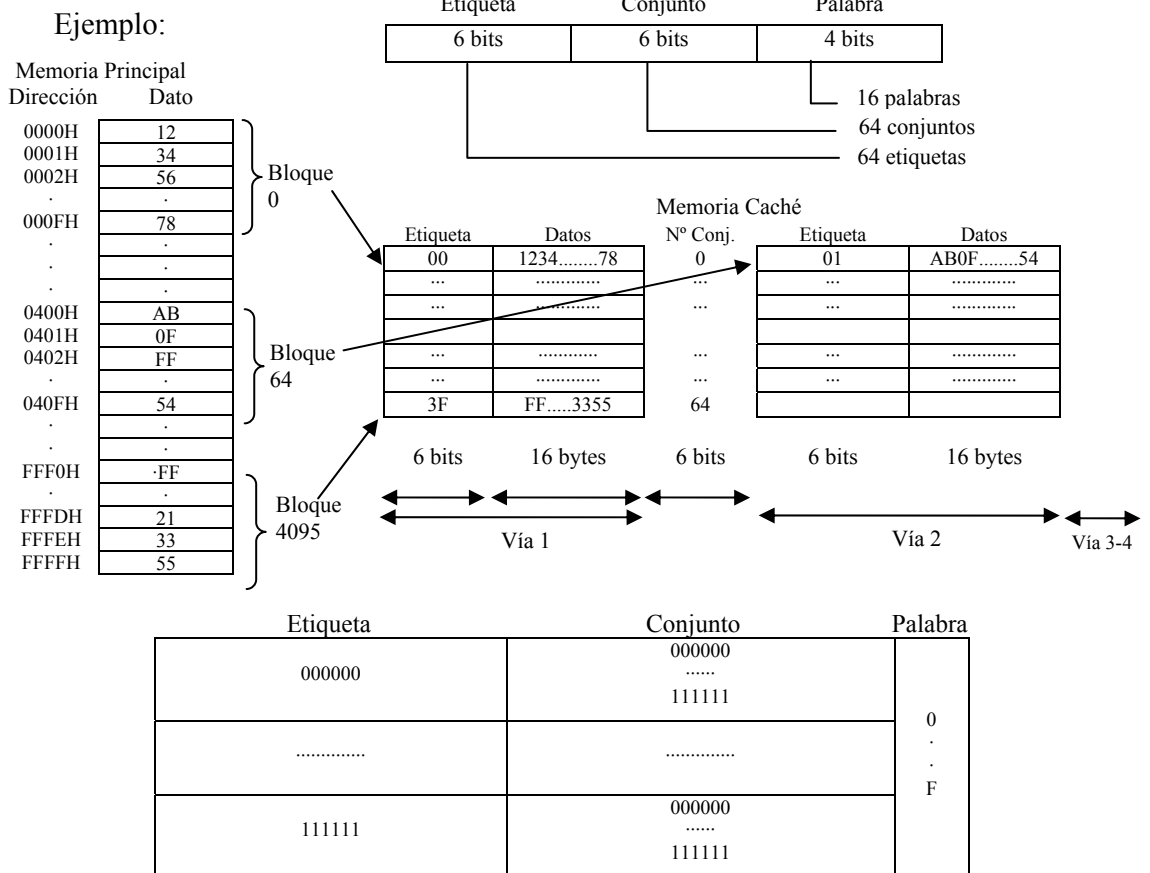 Etiqueta Conjunto Palabra
Ejemplo:
6 bits 6 bits 4 bits
Memoria Principal
Dirección Dato
16 palabras
64 conjuntos
64 etiquetas
0000H 12
0001H 34
0002H 56
. .
000FH 78
. .
. .
. .
0400H AB
0401H 0F
0402H FF
. .
040FH 54
. .
. .
FFF0H ·FF
. .
FFFDH 21
FFFEH 33
FFFFH 55
Bloque
0
Bloque
64
Bloque
4095
Memoria Caché
Etiqueta Datos Nº Conj. Etiqueta Datos
00 1234........78 0 01 AB0F........54
... ............. ... ... .............
... ............. ... ... .............
... ............. ... ... .............
... ............. ... ... .............
3F FF.....3355 64
6 bits 16 bytes 6 bits 6 bits 16 bytes
Vía 1 Vía 2 Vía 3-4
Etiqueta Conjunto Palabra
000000
......
000000
111111
.............. ..............
0
.
.
F
000000
......
111111
111111